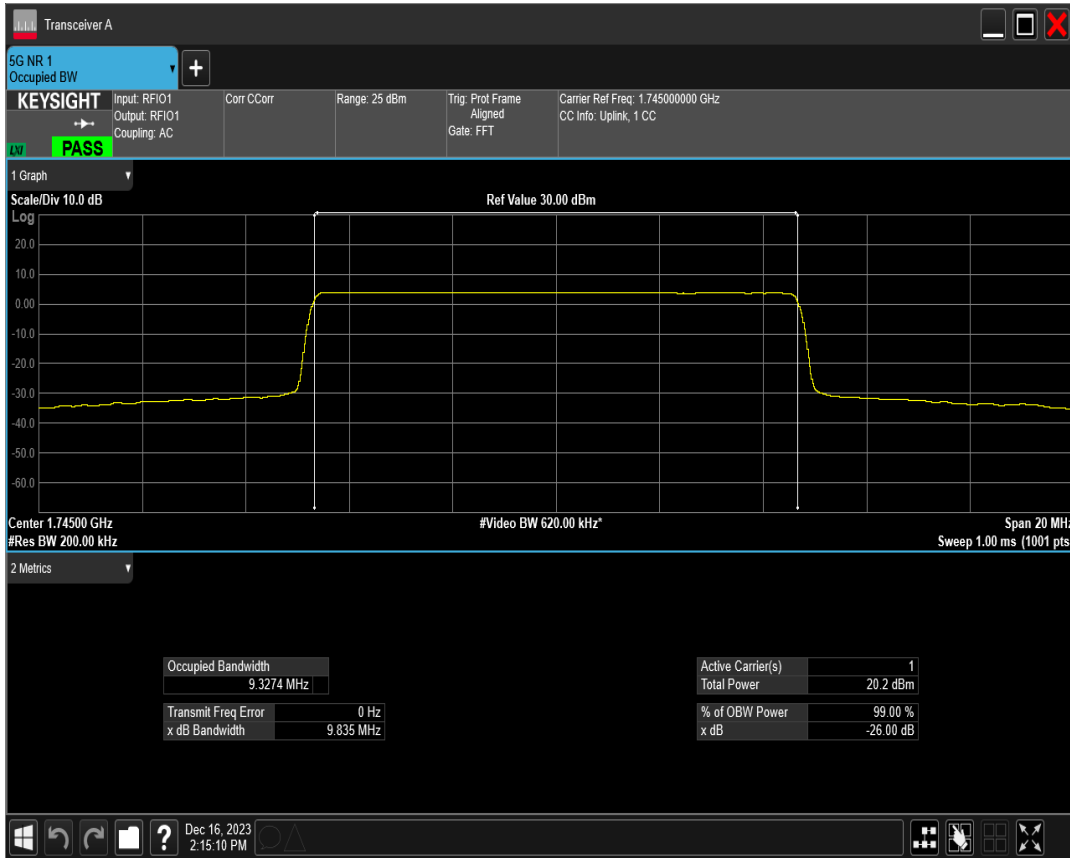 Transceiver A
5G NR 1
Occupied BW
KEYSIGHT
LXI
PASS
Input: RFIO1
Output: RFIO1
Coupling: AC
Corr CCorr
Range: 25 dBm
Trig: Prot Frame
Aligned
Gate: FFT
Carrier Ref Freq: 1.745000000 GHz
CC Info: Uplink, 1 CC
1 Graph
Scale/Div 10.0 dB
Ref Value 30.00 dBm
Log
20.0
10.0
0.00
-10.0
-20.0
-30.0
-40.0
-50.0
-60.0
Center 1.74500 GHz
#Video BW 620.00 kHz*
Span 20 MHz
#Res BW 200.00 kHz
Sweep 1.00 ms (1001 pts
2 Metrics
Occupied Bandwidth
9.3274 MHz
Transmit Freq Error 0 Hz
x dB Bandwidth 9.835 MHz
Active Carrier(s) 1
Total Power 20.2 dBm
% of OBW Power 99.00 %
x dB -26.00 dB
?
Dec 16, 2023
2:15:10 PM